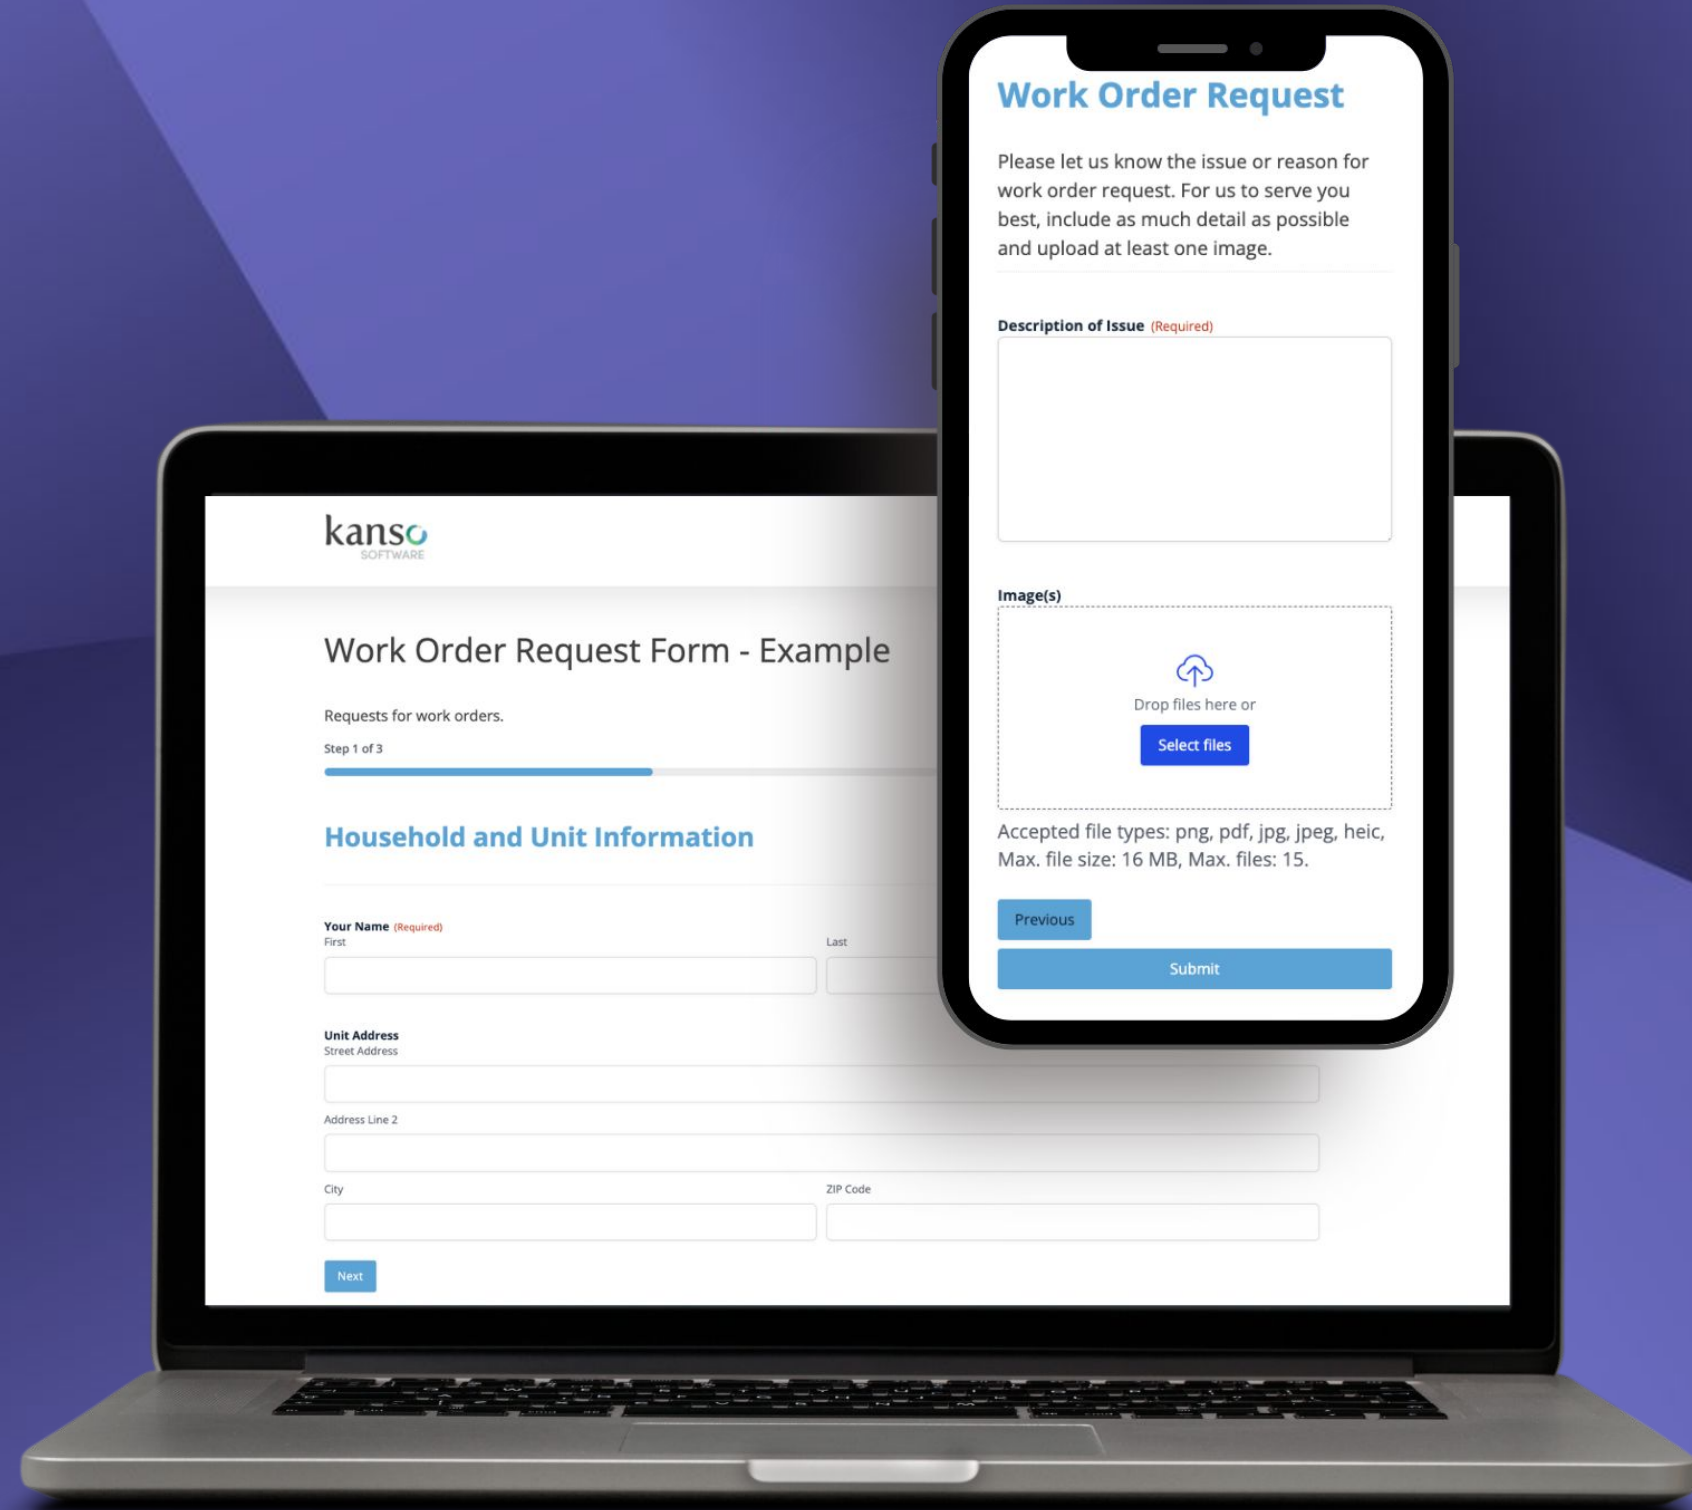 Work Order Request
Please let us know the issue or reason for
work order request. For us to serve you
best, include as much detail as possible
and upload at least one image.
Description of Issue (Required)
Image(s)
Drop files here or
Select files
Accepted file types: png, pdf, jpg, jpeg, heic,
Max. file size: 16 MB, Max. files: 15.
Previous
Submit
kanso
SOFTWARE
Work Order Request Form - Example
Requests for work orders.
Step 1 of 3
Household and Unit Information
Your Name (Required)
First Last
Unit Address
Street Address
Address Line 2
City ZIP Code
Next